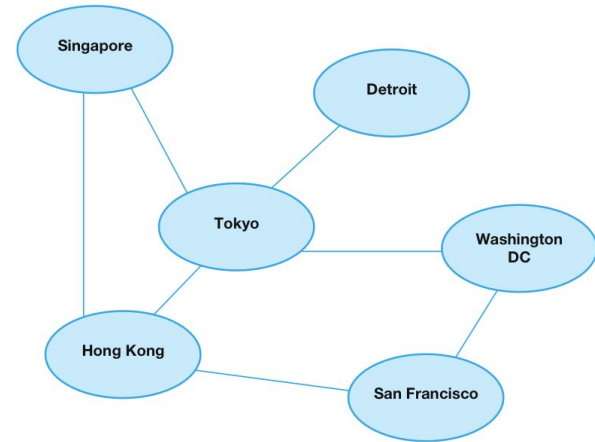 Singapore
Detroit
Tokyo
Washington
DC
Hong Kong
San Francisco